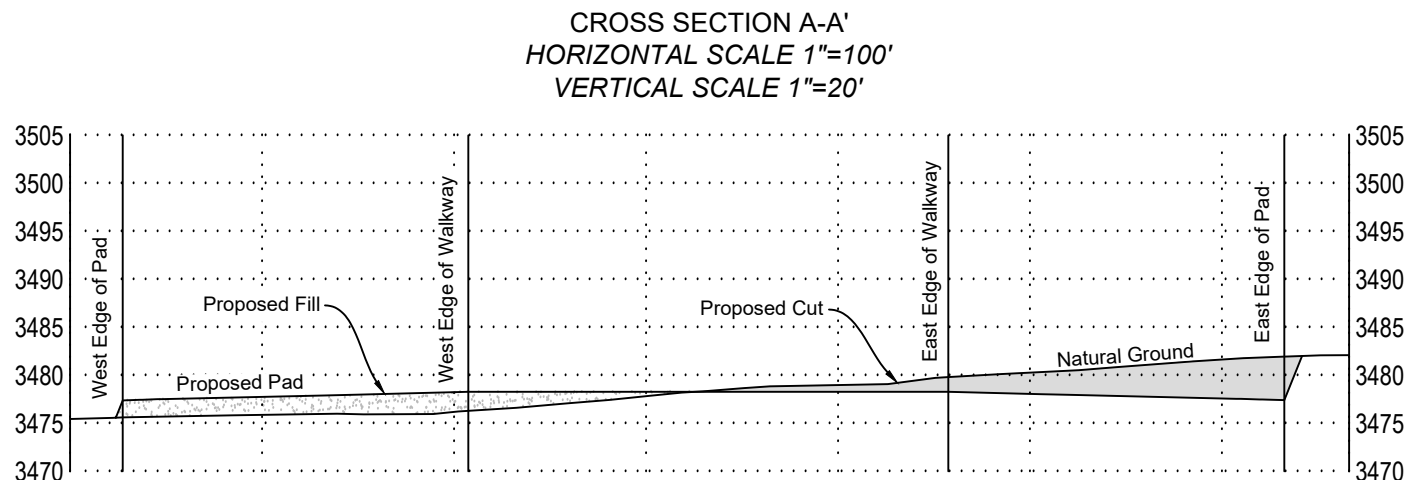 CROSS SECTION A-A'
HORIZONTAL SCALE 1"=100'
VERTICAL SCALE 1"=20'
3505
3500
3495
3490
3485
3480
3475
3470
West Edge of Pad
Proposed Fill
Proposed Pad
West Edge of Walkway
Proposed Cut
East Edge of Walkway
Natural Ground
East Edge of Pad
3505
3500
3495
3490
3485
3480
3475
3470